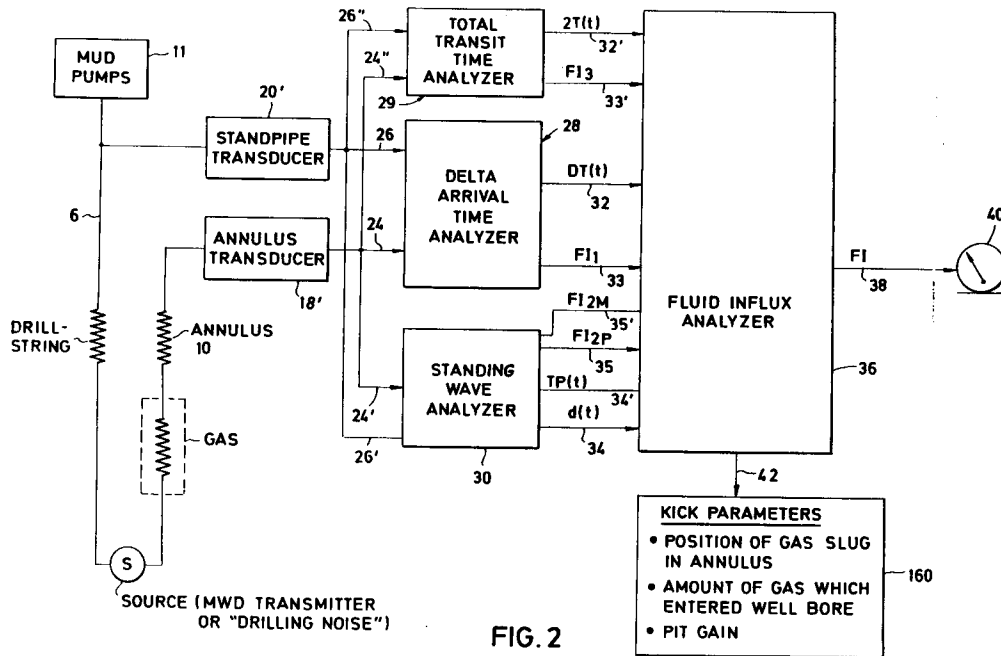 MUD
PUMPS
11
20'
STANDPIPE
TRANSDUCER
6
ANNULUS
TRANSDUCER
18'
DRILL-
STRING
ANNULUS
10
GAS
S
SOURCE (MWD TRANSMITTER
OR "DRILLING NOISE")
26"
24"
TOTAL
TRANSIT
TIME
ANALYZER
29
2T(t)
32'
FI3
33'
26
28
DELTA
ARRIVAL
TIME
ANALYZER
24
DT(t)
32
FI1
33
FI2M
35'
FI2P
35
STANDING
WAVE
ANALYZER
24'
26'
30
TP(t)
34'
d(t)
34
FLUID INFLUX
ANALYZER
36
FI
38
40
42
KICK PARAMETERS
• POSITION OF GAS SLUG
IN ANNULUS
• AMOUNT OF GAS WHICH
ENTERED WELL BORE
• PIT GAIN
160
FIG. 2